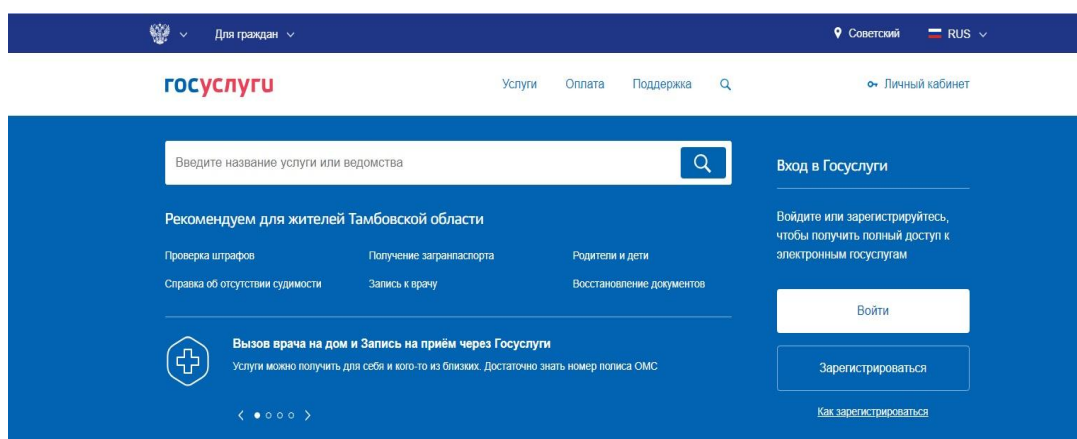 Для граждан
Советский
RUS
госуслуги
Услуги
Оплата
Поддержка
Личный кабинет
Введите название услуги или ведомства
Рекомендуем для жителей Тамбовской области
Проверка штрафов
Получение загранпаспорта
Родители и дети
Справка об отсутствии судимости
Запись к врачу
Восстановление документов
Вызов врача на дом и Запись на приём через Госуслуги
Услуги можно получить для себя и кого-то из близких. Достаточно знать номер полиса ОМС
Вход в Госуслуги
Войдите или зарегистрируйтесь,
чтобы получить полный доступ к
электронным госуслугам
Войти
Зарегистрироваться
Как зарегистрироваться